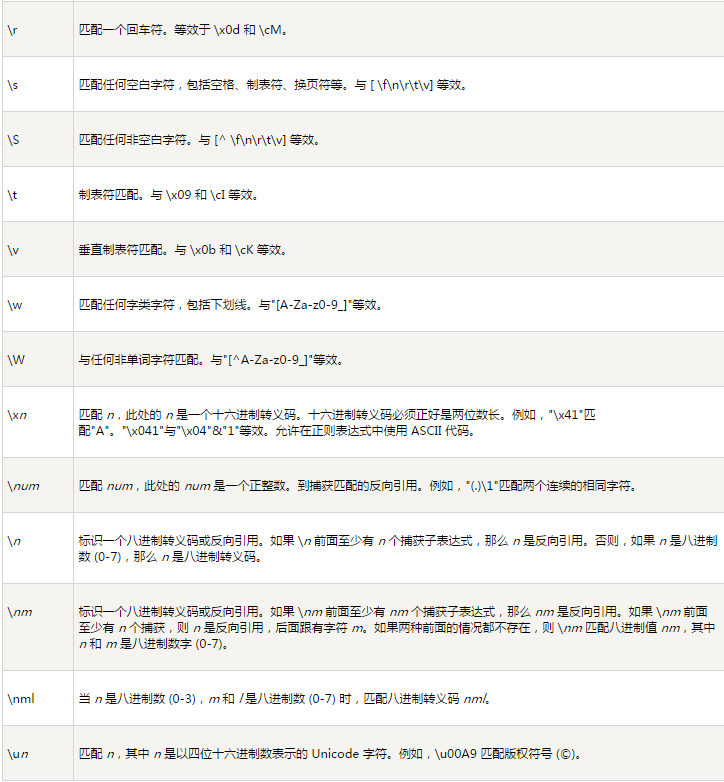 \r 匹配一个回车符。等效于 \x0d 和 \cM。
\s 匹配任何空白字符，包括空格、制表符、换页符等。与 [ \f\n\r\t\v] 等效。
\S 匹配任何非空白字符。与 [^ \f\n\r\t\v] 等效。
\t 制表符匹配。与 \x09 和 \cI 等效。
\v 垂直制表符匹配。与 \x0b 和 \cK 等效。
\w 匹配任何字类字符，包括下划线。与"[A-Za-z0-9_]"等效。
\W 与任何非单词字符匹配。与"[^A-Za-z0-9_]"等效。
\xn 匹配 n，此处的 n 是一个十六进制转义码。十六进制转义码必须正好是两位数长。例如，"\x41"匹
配"A"。"\x041"与"\x04"&"1"等效。允许在正则表达式中使用 ASCII 代码。
\num 匹配 num，此处的 num 是一个正整数。到捕获匹配的反向引用。例如，"(.)\1"匹配两个连续的相同字符。
\n 标识一个八进制转义码或反向引用。如果 \n 前面至少有 n 个捕获子表达式，那么 n 是反向引用。否则，如果 n 是八进制
数 (0-7)，那么 n 是八进制转义码。
\nm 标识一个八进制转义码或反向引用。如果 \nm 前面至少有 nm 个捕获子表达式，那么 nm 是反向引用。如果 \nm 前面
至少有 n 个捕获，则 n 是反向引用，后面跟有字符 m。如果两种前面的情况都不存在，则 \nm 匹配八进制值 nm，其中
n 和 m 是八进制数字 (0-7)。
\nml 当 n 是八进制数 (0-3)，m 和 l 是八进制数 (0-7) 时，匹配八进制转义码 nml。
\un 匹配 n，其中 n 是以四位十六进制数表示的 Unicode 字符。例如，\u00A9 匹配版权符号 (©)。